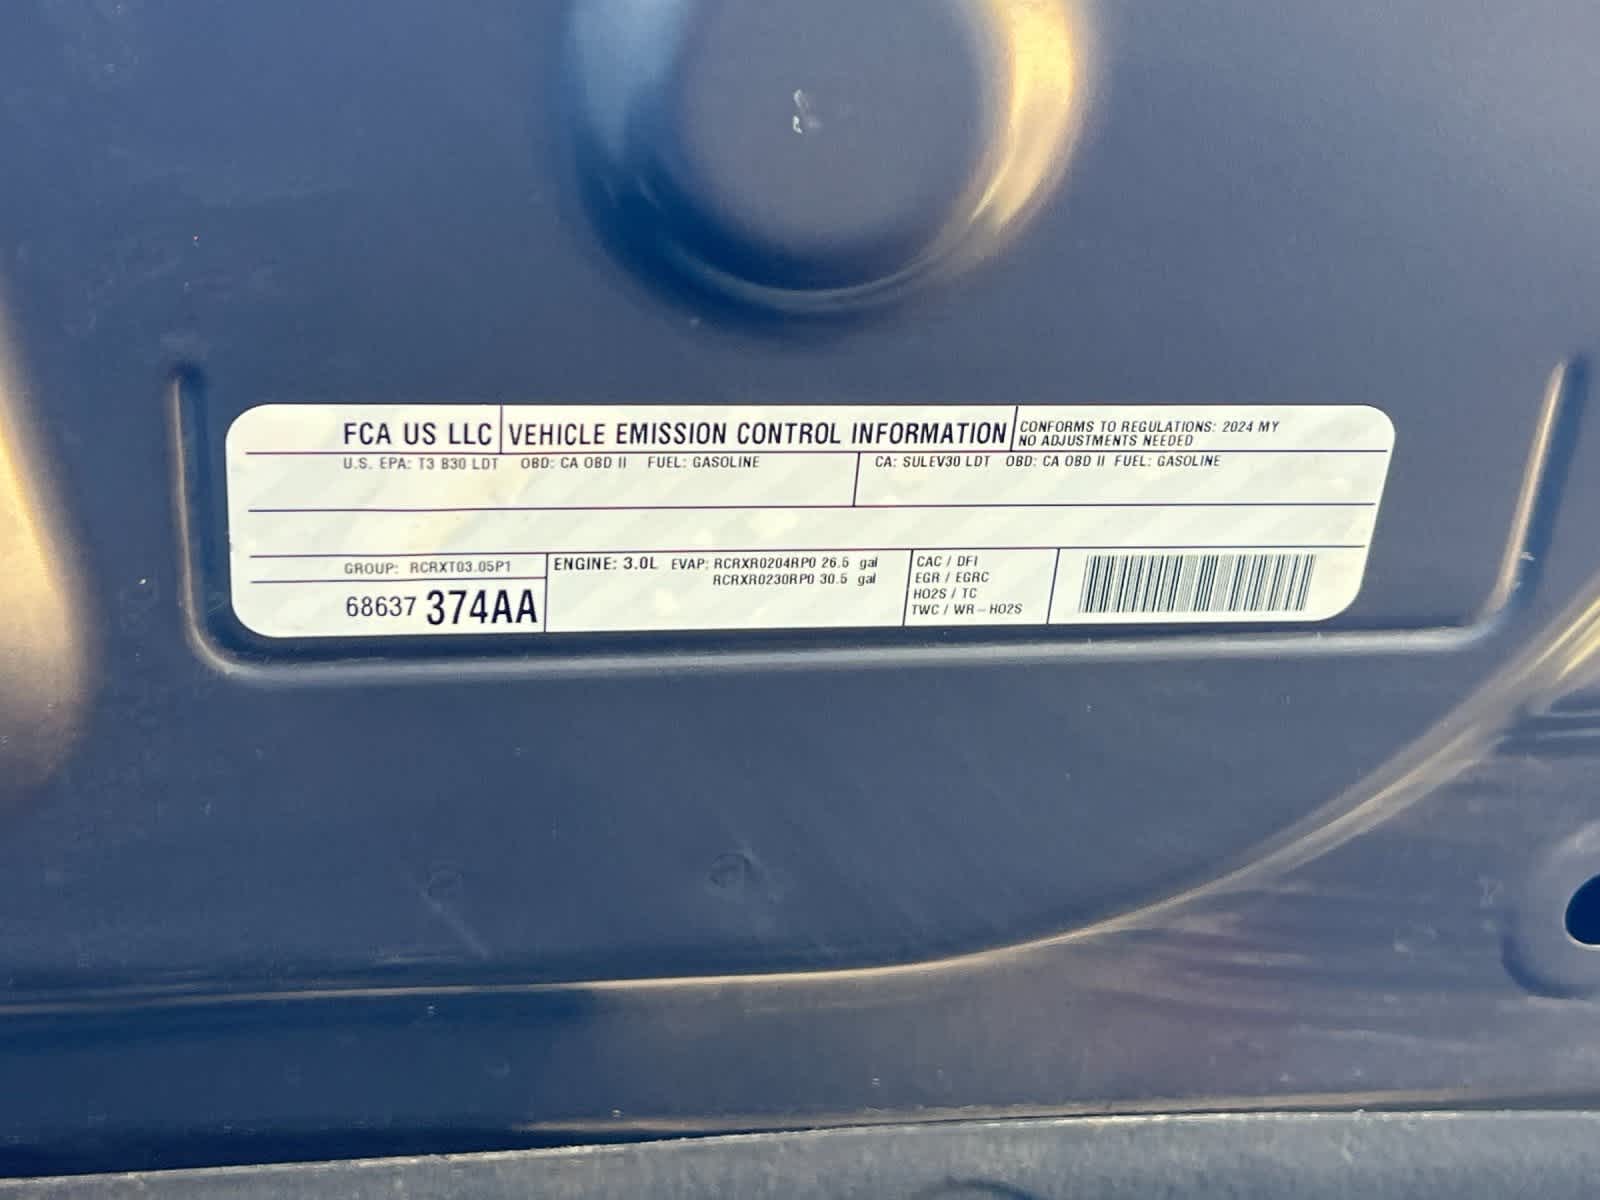 FCA US LLC VEHICLE EMISSION CONTROL INFORMATION
CONFORMS TO REGULATIONS: 2024 MY
NO ADJUSTMENTS NEEDED
U.S. EPA: T3 B30 LDT OBD: CA OBD II FUEL: GASOLINE
CA: SULEV30 LDT OBD: CA OBD II FUEL: GASOLINE
GROUP: RCRXT03.05P1
68637 374AA
ENGINE: 3.0L EVAP: RCRXR0204RP0 26.5 gal
RCRXR0230RP0 30.5 gal
CAC / DFI
EGR / EGRC
HO2S / TC
TWC / WR-HO2S